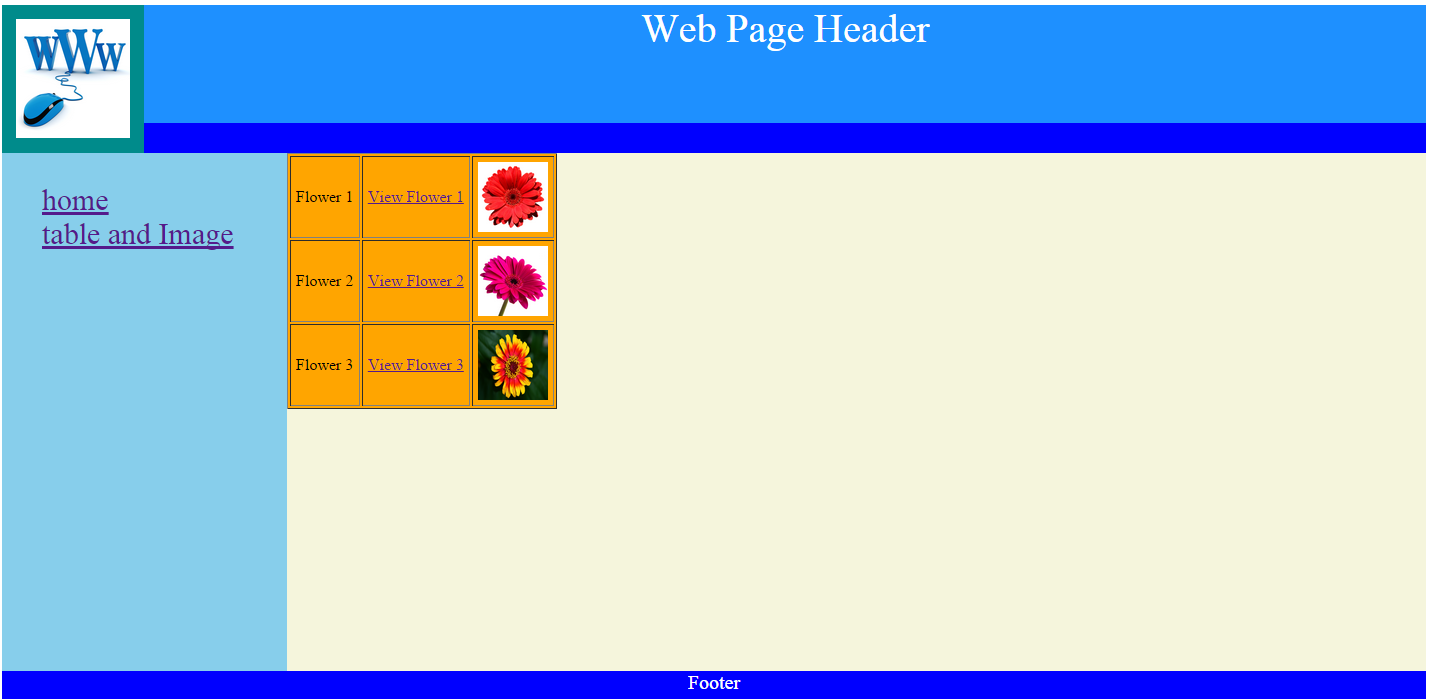 WWW
Web Page Header
home
table and Image
Flower 1 View Flower 1
Flower 2 View Flower 2
Flower 3 View Flower 3
Footer